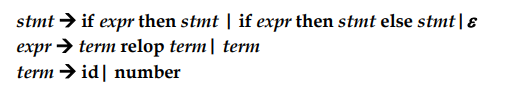 stmt → if expr then stmt | if expr then stmt else stmt| ε
expr → term relop term| term
term → id| number